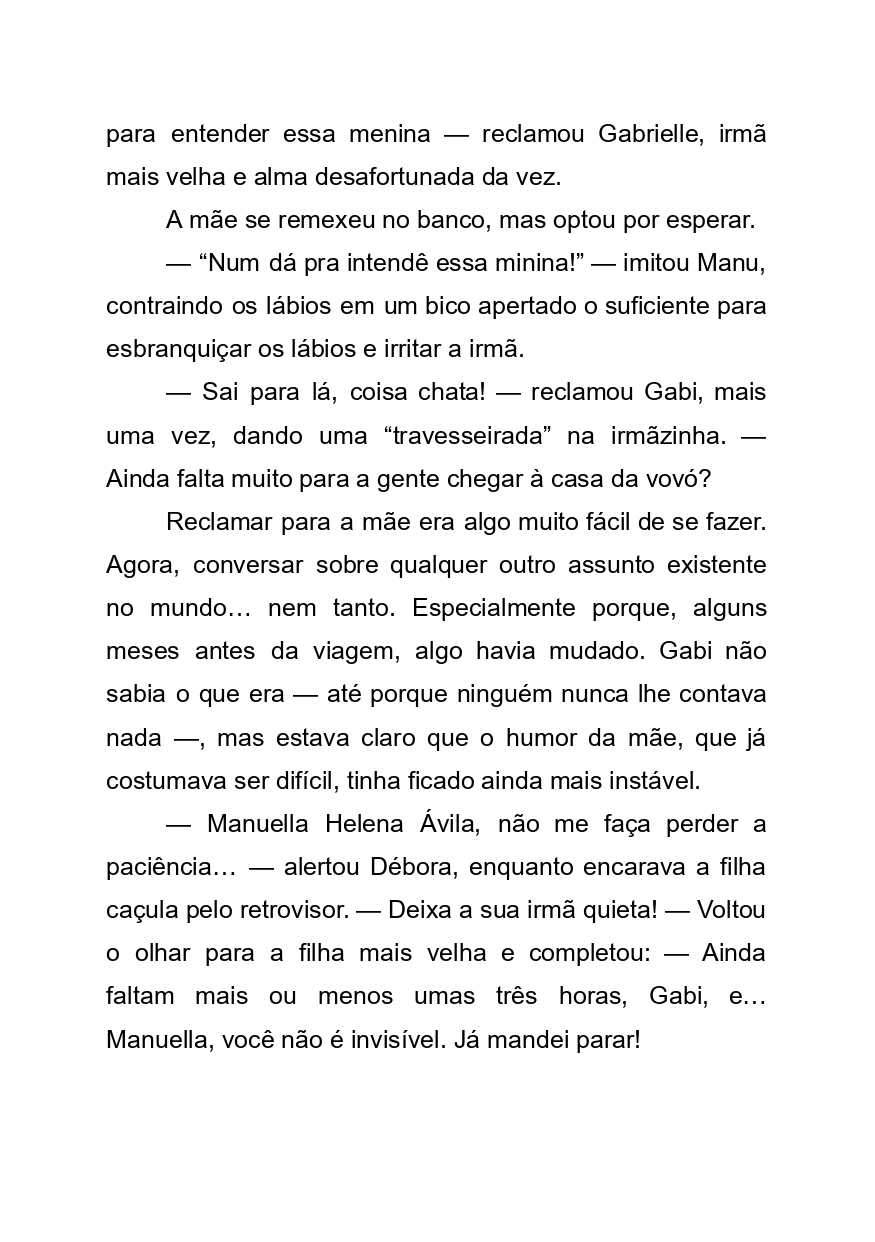 para entender essa menina — reclamou Gabrielle, irmã
mais velha e alma desafortunada da vez.
A mãe se remexeu no banco, mas optou por esperar.
— “Num dá pra intendê essa minina!” — imitou Manu,
contraindo os lábios em um bico apertado o suficiente para
esbranquiçar os lábios e irritar a irmã.
— Sai para lá, coisa chata! — reclamou Gabi, mais
uma vez, dando uma “travesseirada” na irmãzinha. —
Ainda falta muito para a gente chegar à casa da vovó?
Reclamar para a mãe era algo muito fácil de se fazer.
Agora, conversar sobre qualquer outro assunto existente
no mundo… nem tanto. Especialmente porque, alguns
meses antes da viagem, algo havia mudado. Gabi não
sabia o que era — até porque ninguém nunca lhe contava
nada —, mas estava claro que o humor da mãe, que já
costumava ser difícil, tinha ficado ainda mais instável.
— Manuella Helena Ávila, não me faça perder a
paciência… — alertou Débora, enquanto encarava a filha
caçula pelo retrovisor. — Deixa a sua irmã quieta! — Voltou
o olhar para a filha mais velha e completou: — Ainda
faltam mais ou menos umas três horas, Gabi, e…
Manuella, você não é invisível. Já mandei parar!